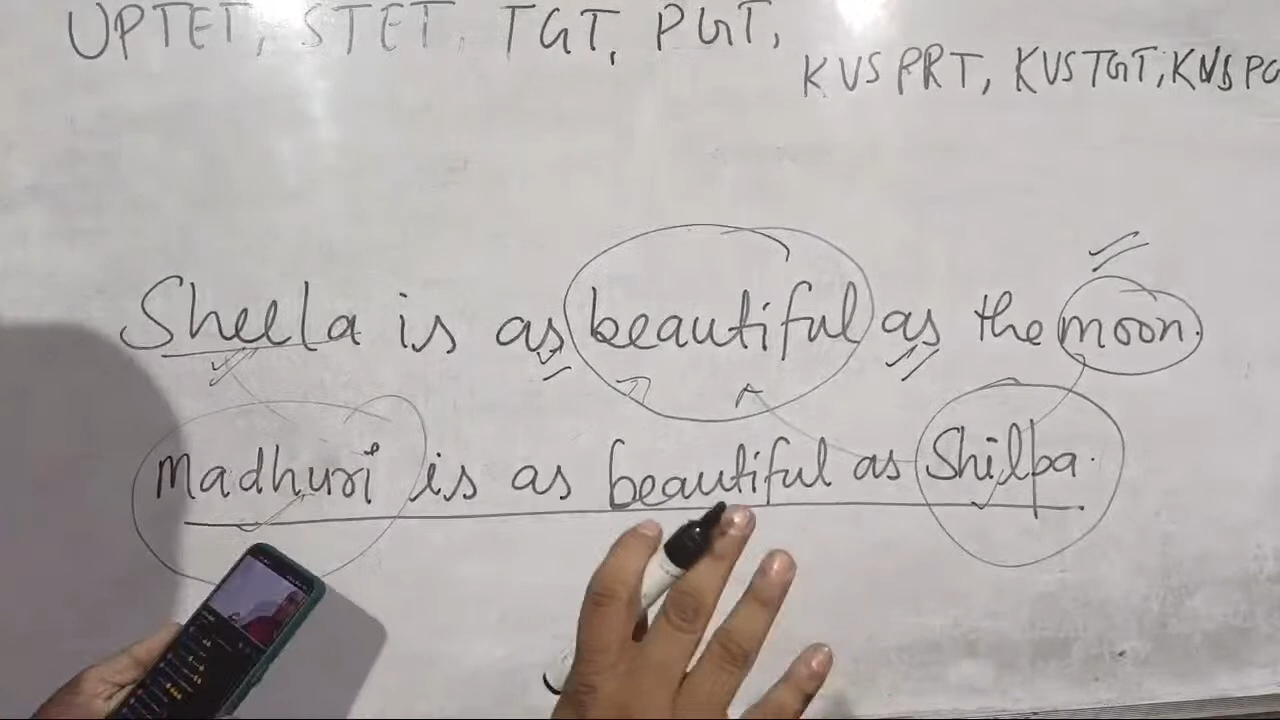 UPTET, STET, TGT, PGT,
KVS PRT, KVS TGT, KVS PG
Sheela is as beautiful as the moon.
Madhuri is as beautiful as Shilpa.